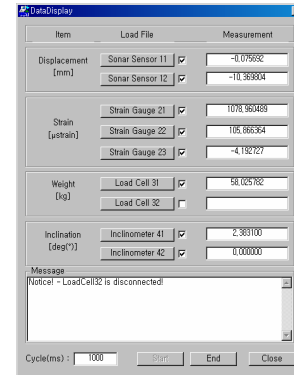 DataDisplay
Item Load File Measurement
Displacement [mm]
Sonar Sensor 11 -0,075692
Sonar Sensor 12 -10,369804
Strain [μstrain]
Strain Gauge 21 1078,960489
Strain Gauge 22 105,866364
Strain Gauge 23 -4,192727
Weight [kg]
Load Cell 31 58,025782
Load Cell 32
Inclination [deg(°)]
Inclinometer 41 2,383100
Inclinometer 42 0,000000
Message
Notice! - LoadCell32 is disconnected!
Cycle(ms) : 1000 Start End Close